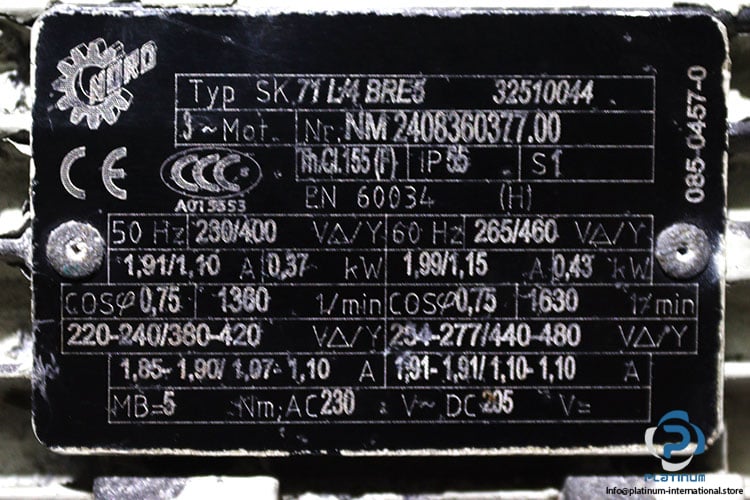 NORD
Typ SK 71 L/4 BRE5 32510044
3~Mot. Nr. NM 2408360377.00
CE CCC Th.Cl.155(F) IP 55 S1
A015553 EN 60034 (H)
50 Hz 230/400 V△/Y 60 Hz 265/460 V△/Y
1,91/1,10 A 0,37 kW 1,99/1,15 A 0,43 kW
COSφ 0,75 1360 1/min COSφ 0,75 1630 1/min
220-240/380-420 V△/Y 254-277/440-480 V△/Y
1,85-1,90/1,07-1,10 A 1,91-1,91/1,10-1,10 A
MB=5 Nm, AC 230 V~ DC 205 V=
085-0457-0
PLATINUM
INTERNATIONAL
Info@platinum-international.store